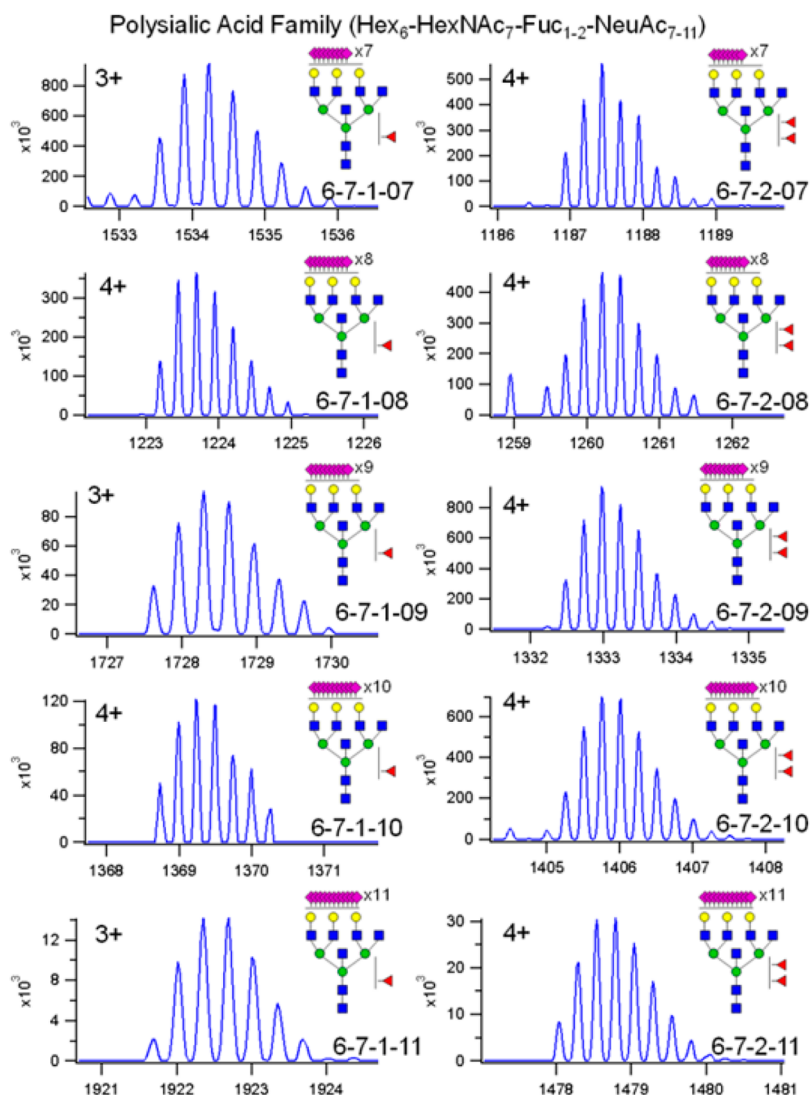 Polysialic Acid Family (Hex6-HexNAc7-Fuc1-2-NeuAc7-11)
3+
x7
800
600
400
200
0
x10³
1533 1534 1535 1536
6-7-1-07
4+
x7
500
400
300
200
100
0
x10³
1186 1187 1188 1189
6-7-2-07
4+
x8
300
200
100
0
x10³
1223 1224 1225 1226
6-7-1-08
4+
x8
400
300
200
100
0
x10³
1259 1260 1261 1262
6-7-2-08
3+
x9
80
60
40
20
0
x10³
1727 1728 1729 1730
6-7-1-09
4+
x9
800
600
400
200
0
x10³
1332 1333 1334 1335
6-7-2-09
4+
x10
120
80
40
0
x10³
1368 1369 1370 1371
6-7-1-10
4+
x10
600
400
200
0
x10³
1405 1406 1407 1408
6-7-2-10
3+
x11
12
8
4
0
x10³
1921 1922 1923 1924
6-7-1-11
4+
x11
30
20
10
0
x10³
1478 1479 1480 1481
6-7-2-11